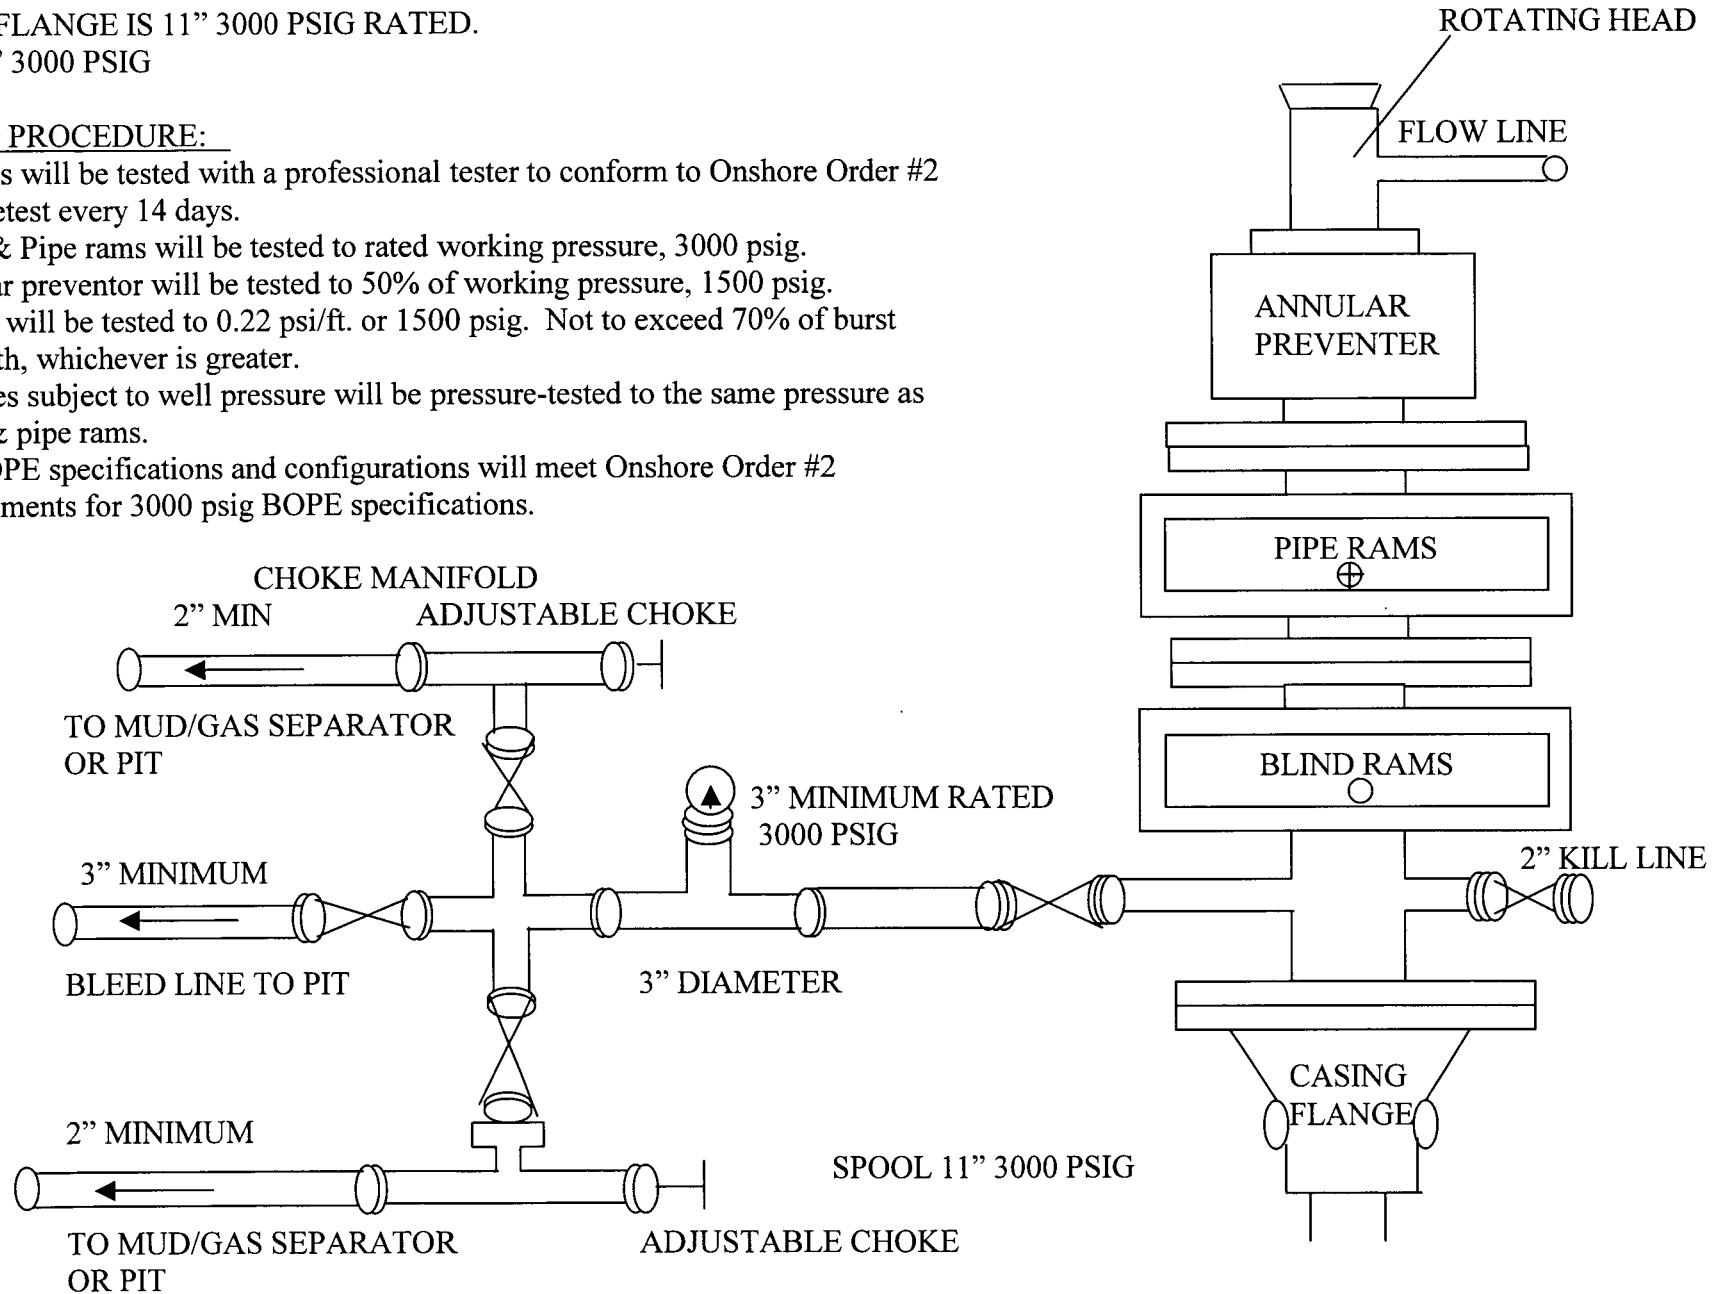 FLANGE IS 11” 3000 PSIG RATED.
” 3000 PSIG
PROCEDURE:
s will be tested with a professional tester to conform to Onshore Order #2
etest every 14 days.
& Pipe rams will be tested to rated working pressure, 3000 psig.
ar preventor will be tested to 50% of working pressure, 1500 psig.
will be tested to 0.22 psi/ft. or 1500 psig. Not to exceed 70% of burst
th, whichever is greater.
es subject to well pressure will be pressure-tested to the same pressure as
& pipe rams.
OPE specifications and configurations will meet Onshore Order #2
ments for 3000 psig BOPE specifications.
ROTATING HEAD
FLOW LINE
ANNULAR
PREVENTER
PIPE RAMS
BLIND RAMS
2” KILL LINE
CASING
FLANGE
SPOOL 11” 3000 PSIG
CHOKE MANIFOLD
2” MIN
ADJUSTABLE CHOKE
TO MUD/GAS SEPARATOR
OR PIT
3” MINIMUM RATED
3000 PSIG
3” MINIMUM
BLEED LINE TO PIT
3” DIAMETER
2” MINIMUM
TO MUD/GAS SEPARATOR
OR PIT
ADJUSTABLE CHOKE